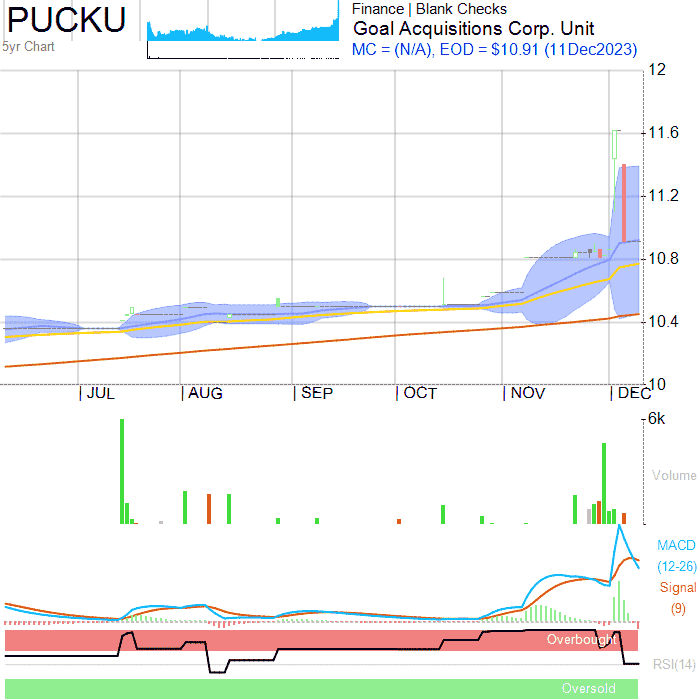 PUCKU
5yr Chart
Finance | Blank Checks
Goal Acquisitions Corp. Unit
MC = (N/A), EOD = $10.91 (11Dec2023)
12
11.6
11.2
10.8
10.4
10
| JUL | AUG | SEP | OCT | NOV | DEC
6k
Volume
MACD
(12-26)
Signal
(9)
Overbought
RSI(14)
Oversold